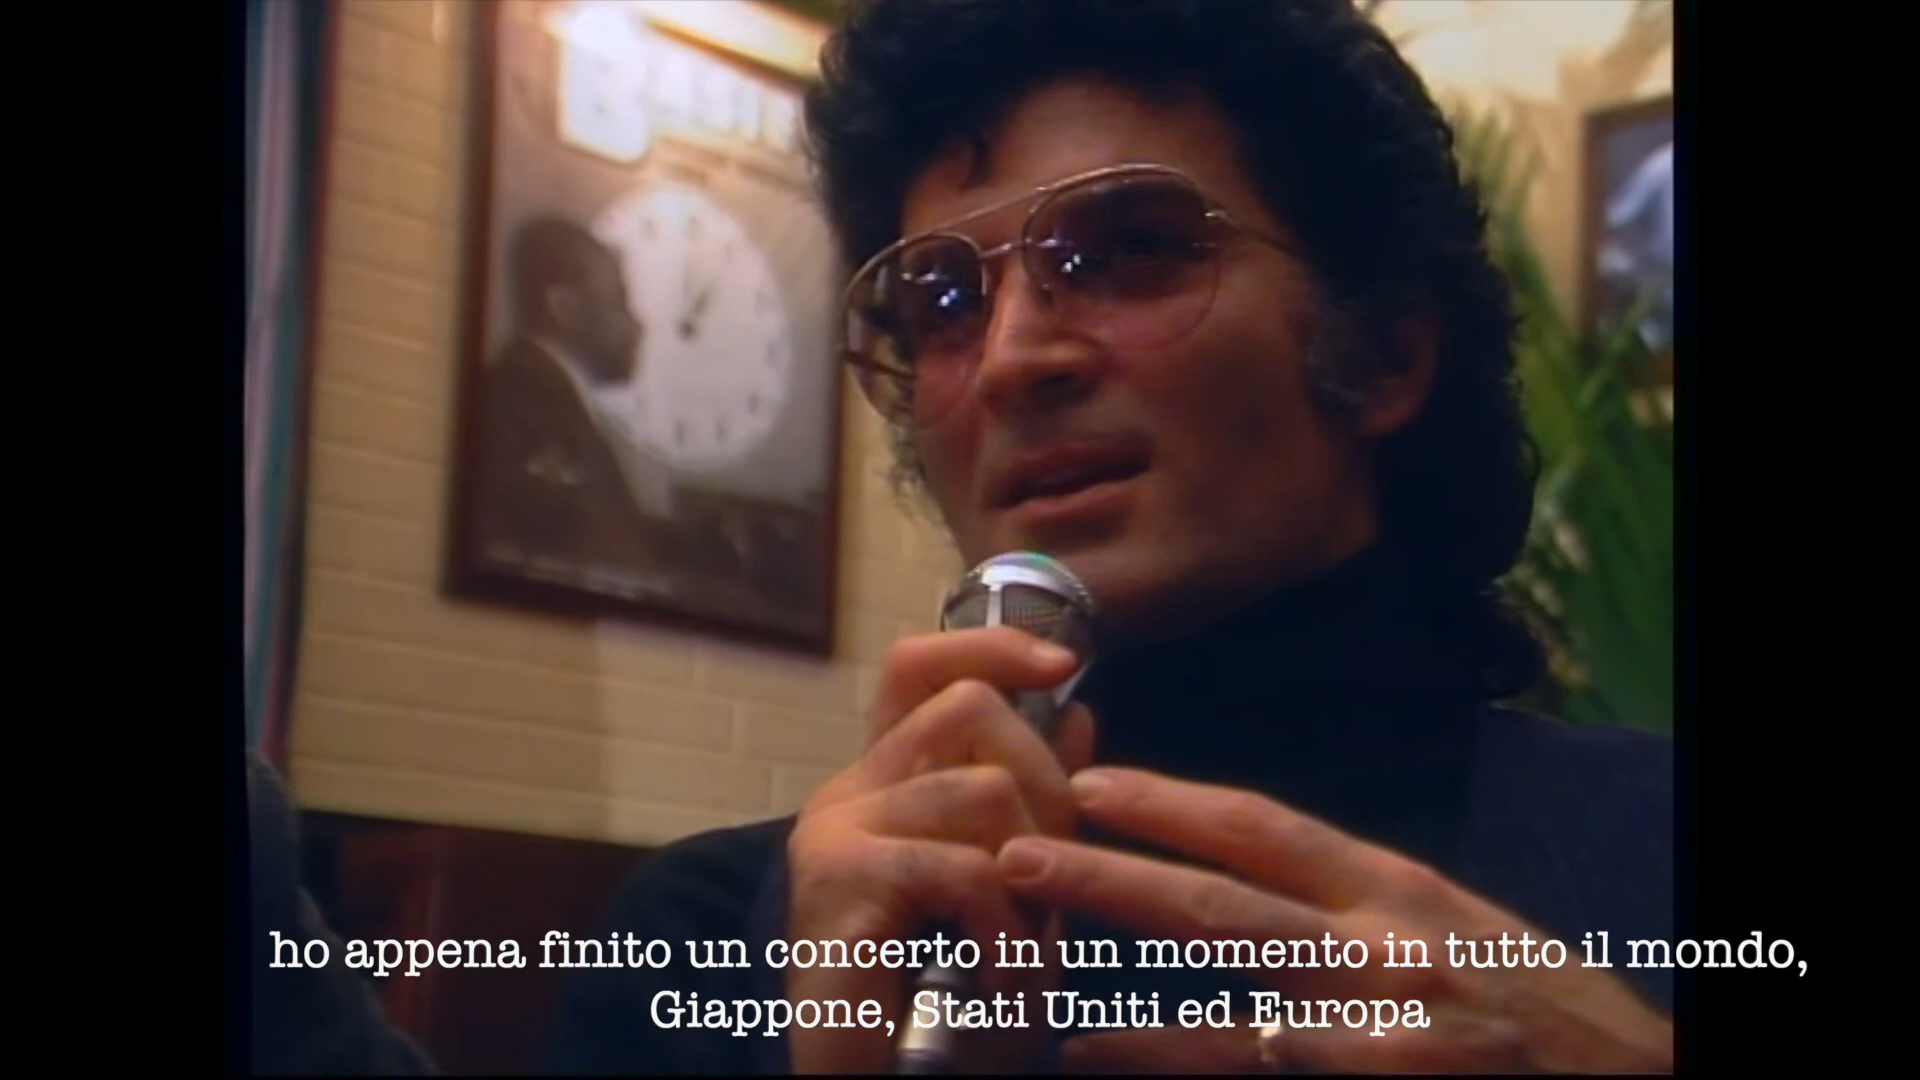 ho appena finito un concerto in un momento in tutto il mondo,
Giappone, Stati Uniti ed Europa